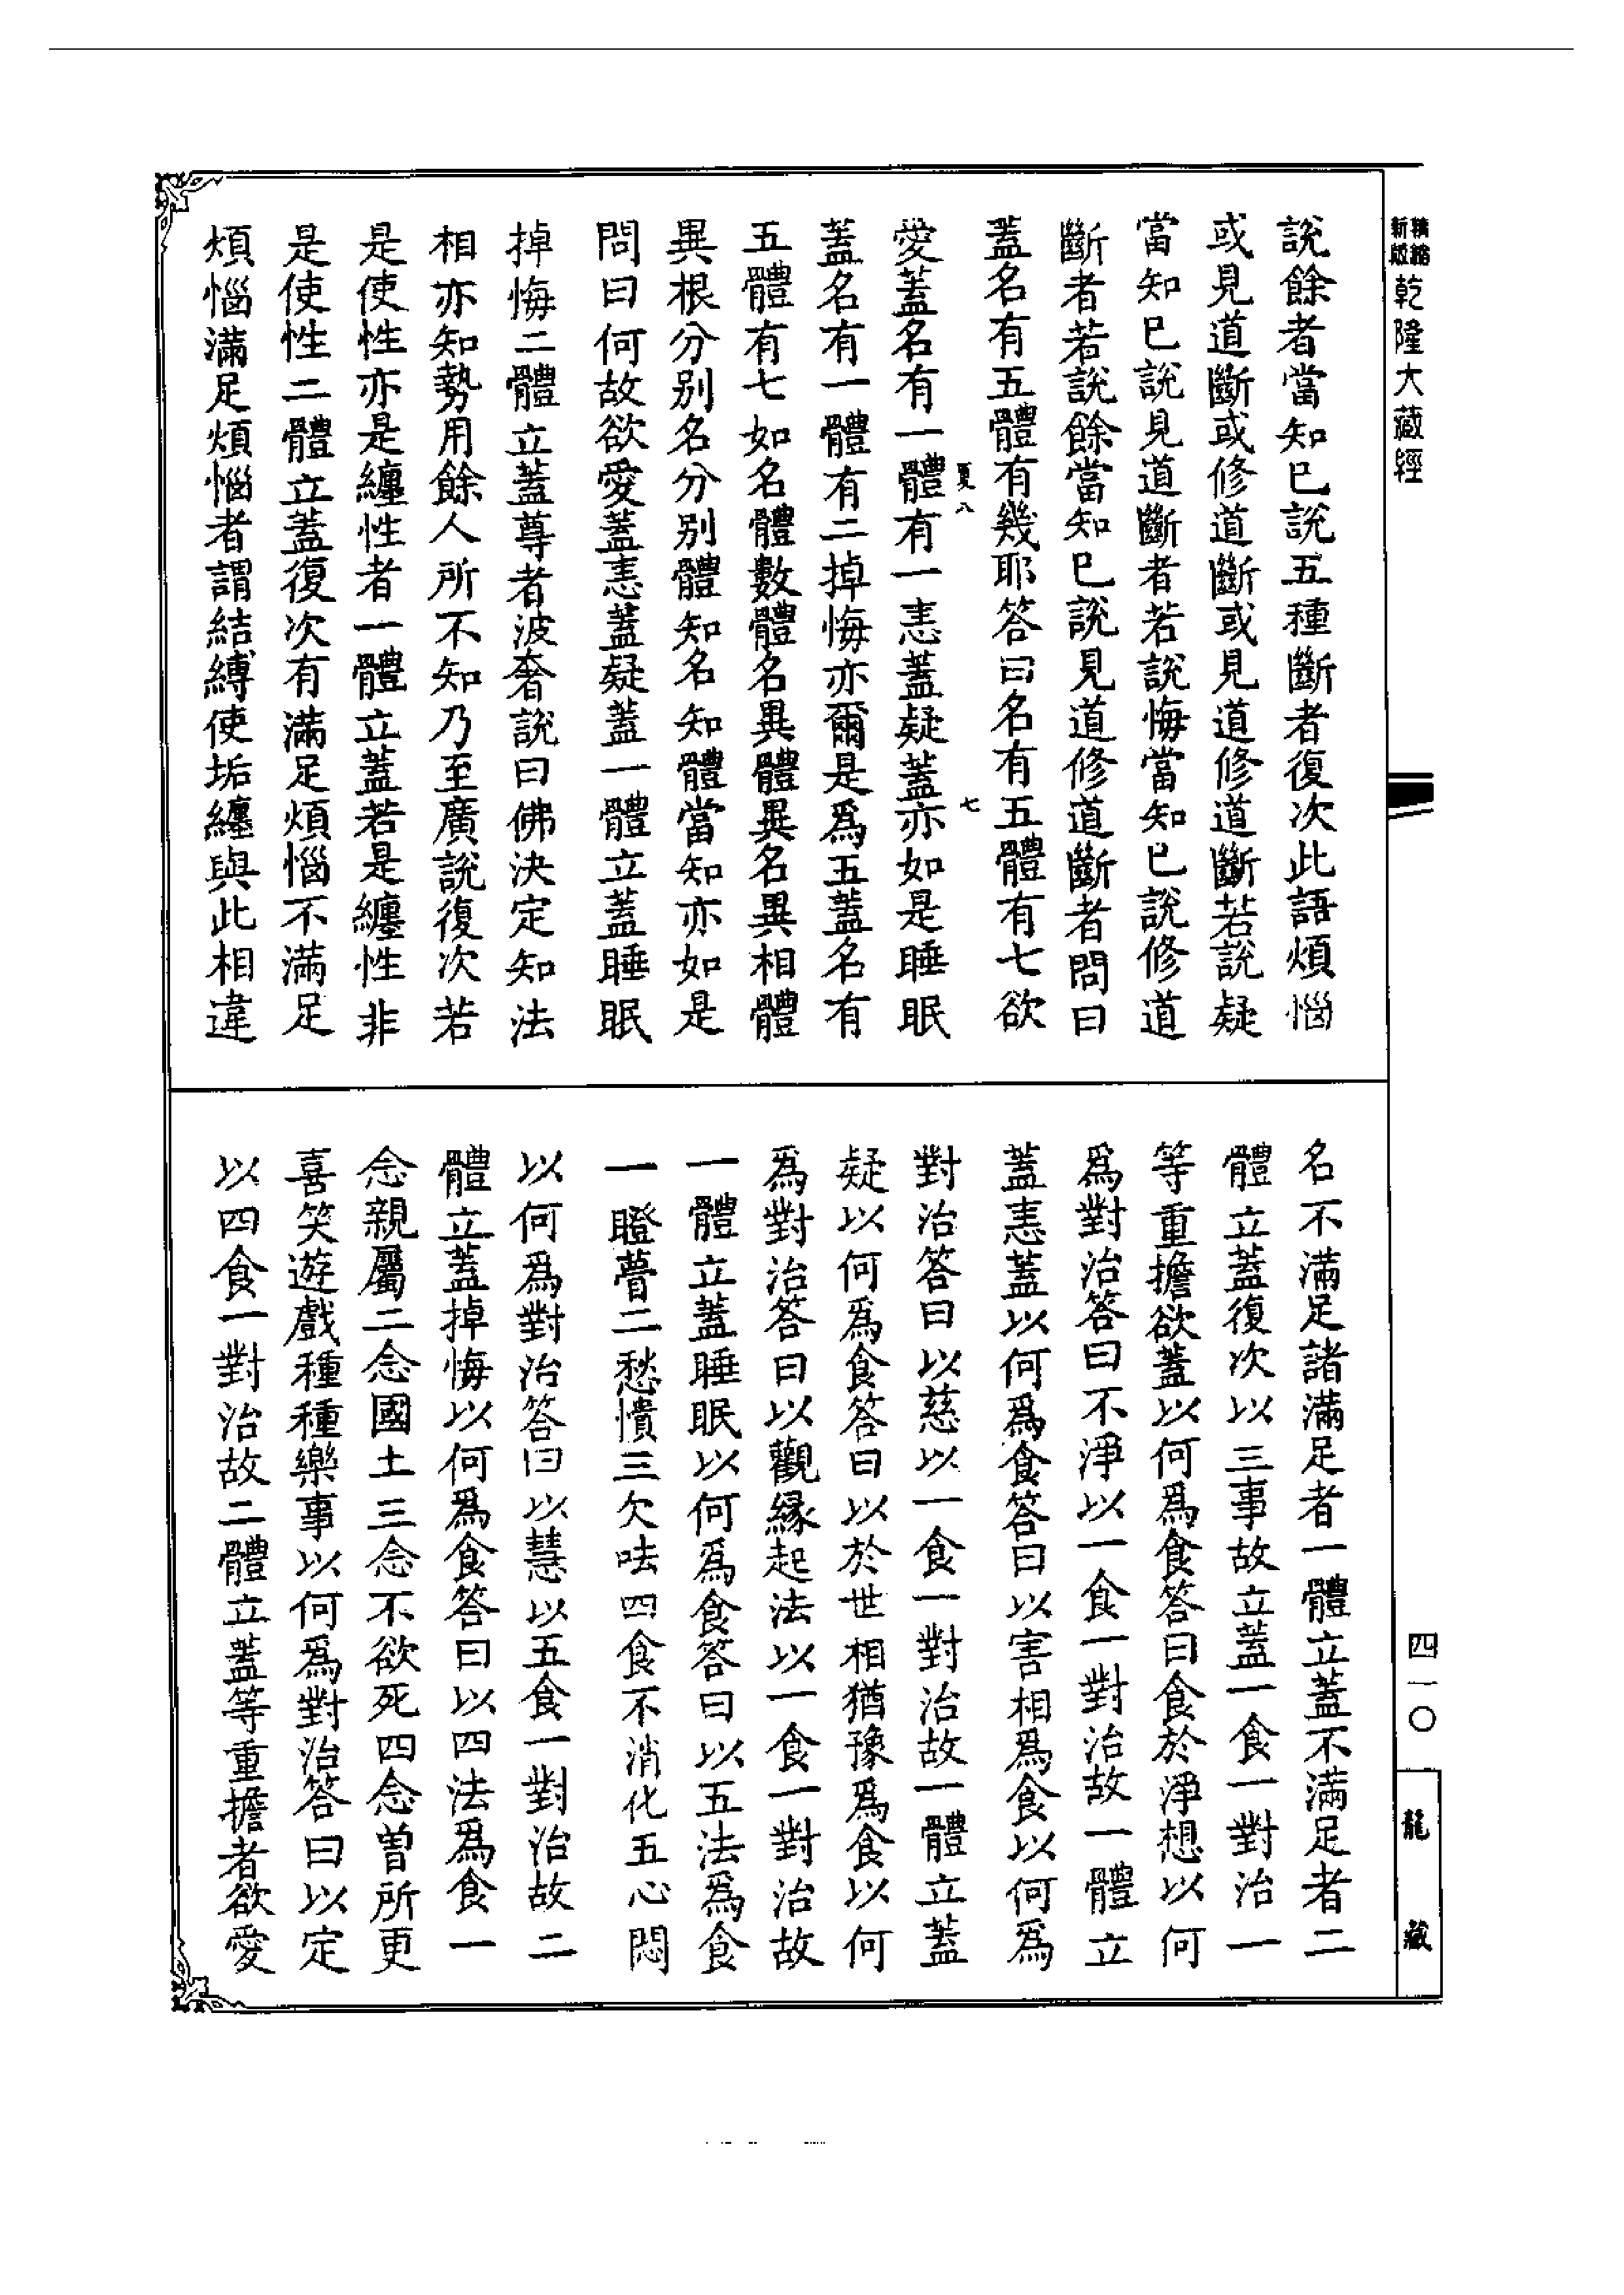 精縮
新版
乾隆大藏經
說餘者當知已說五種斷者復次此語煩惱
或見道斷或修道斷或見道修道斷若說疑
當知已說見道斷者若說悔當知已說修道
斷者若說餘當知已說見道修道斷者問曰
蓋名有五體有幾耶答曰名有五體有七欲
夏八
七
愛蓋名有一體有一恚蓋疑蓋亦如是睡眠
蓋名有一體有二掉悔亦爾是爲五蓋名有
五體有七如名體數體名異體異名異相體
異根分別名分別體知名知體當知亦如是
問曰何故欲愛蓋恚蓋疑蓋一體立蓋睡眠
掉悔二體立蓋尊者波奢說曰佛決定知法
相亦知勢用餘人所不知乃至廣說復次若
是使性亦是纏性者一體立蓋若是纏性非
是使性二體立蓋復次有滿足煩惱不滿足
煩惱滿足煩惱者謂結縛使垢纏與此相違
名不滿足諸滿足者一體立蓋不滿足者二
體立蓋復次以三事故立蓋一食一對治一
等重擔欲蓋以何爲食答曰食於淨想以何
爲對治答曰不淨以一食一對治故一體立
蓋恚蓋以何爲食答曰以害相爲食以何爲
對治答曰以慈以一食一對治故一體立蓋
疑以何爲食答曰以於世相猶豫爲食以何
爲對治答曰以觀緣起法以一食一對治故
一體立蓋睡眠以何爲食答曰以五法爲食
一瞪瞢二愁憒三欠呿四食不消化五心悶
以何爲對治答曰以慧以五食一對治故二
體立蓋掉悔以何爲食答曰以四法爲食一
念親屬二念國土三念不欲死四念曾所更
喜笑遊戲種種樂事以何爲對治答曰以定
以四食一對治故二體立蓋等重擔者欲愛
四一〇
龍藏